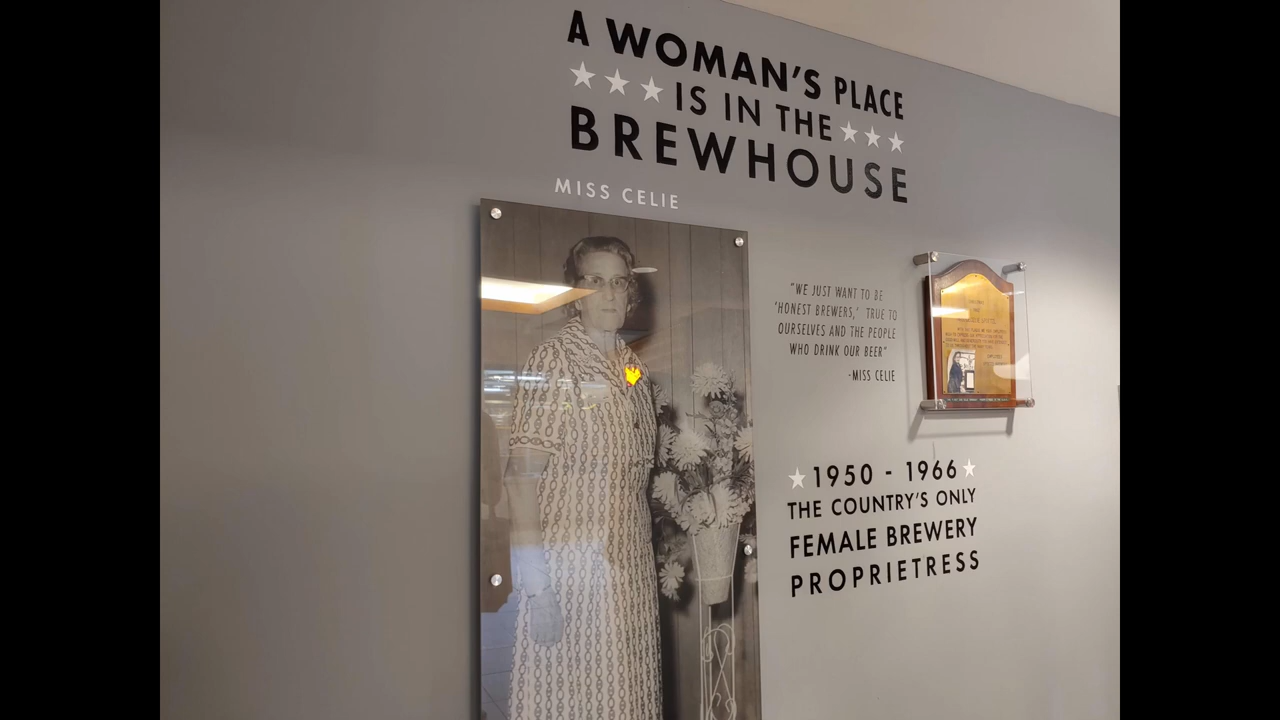 A WOMAN'S PLACE
IS IN THE
BREWHOUSE
MISS CELIE
"WE JUST WANT TO BE
'HONEST BREWERS,' TRUE TO
OURSELVES AND THE PEOPLE
WHO DRINK OUR BEER"
-MISS CELIE
1950 - 1966
THE COUNTRY'S ONLY
FEMALE BREWERY
PROPRIETRESS